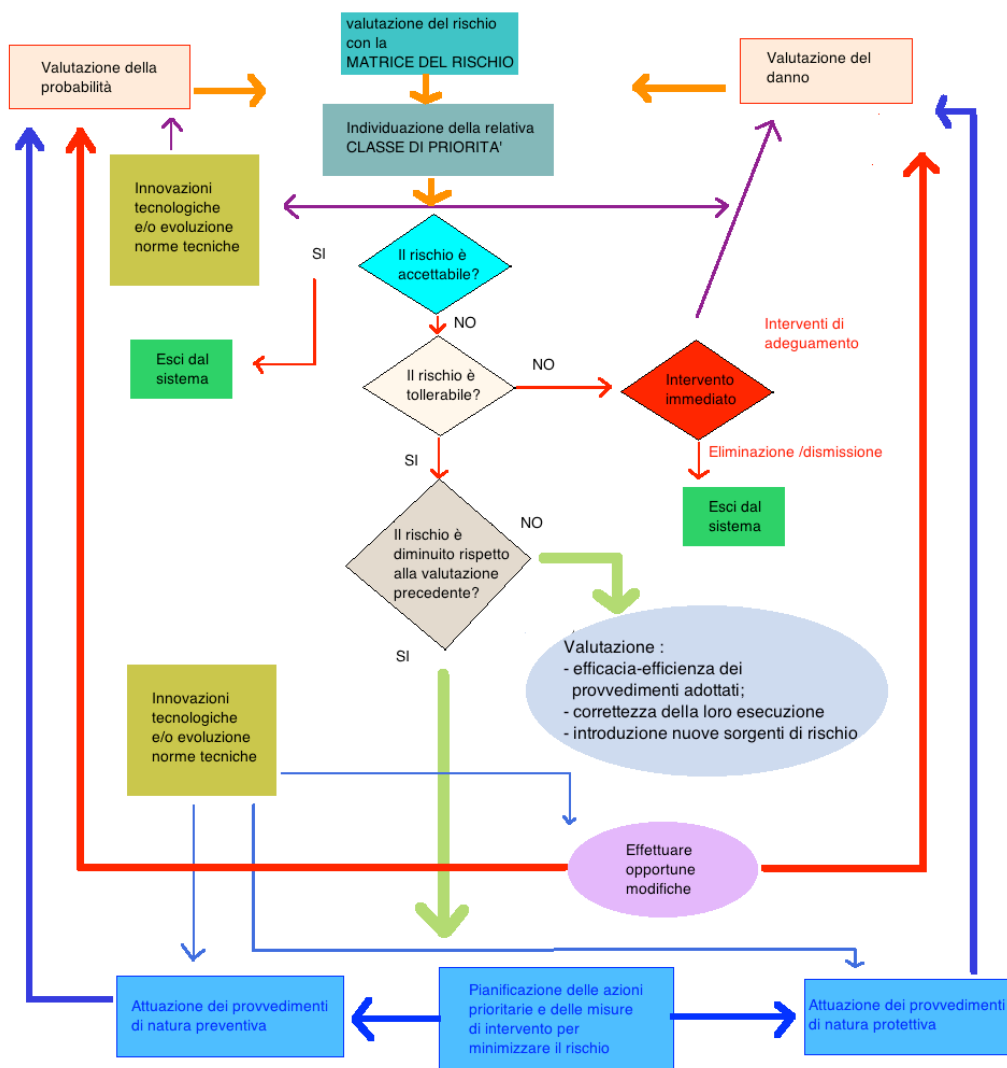 valutazione del rischio
con la
MATRICE DEL RISCHIO
Valutazione della
probabilità
Valutazione del
danno
Individuazione della relativa
CLASSE DI PRIORITA'
Innovazioni
tecnologiche
e/o evoluzione
norme tecniche
SI
Il rischio è
accettabile?
NO
Interventi di
adeguamento
Esci dal
sistema
Il rischio è
tollerabile?
NO
Intervento
immediato
SI
Eliminazione /dismissione
Esci dal
sistema
Il rischio è
diminuito rispetto
alla valutazione
precedente?
NO
SI
Valutazione :
- efficacia-efficienza dei
provvedimenti adottati;
- correttezza della loro esecuzione
- introduzione nuove sorgenti di rischio
Innovazioni
tecnologiche
e/o evoluzione
norme tecniche
Effettuare
opportune
modifiche
Attuazione dei provvedimenti
di natura preventiva
Pianificazione delle azioni
prioritarie e delle misure
di intervento per
minimizzare il rischio
Attuazione dei provvedimenti
di natura protettiva